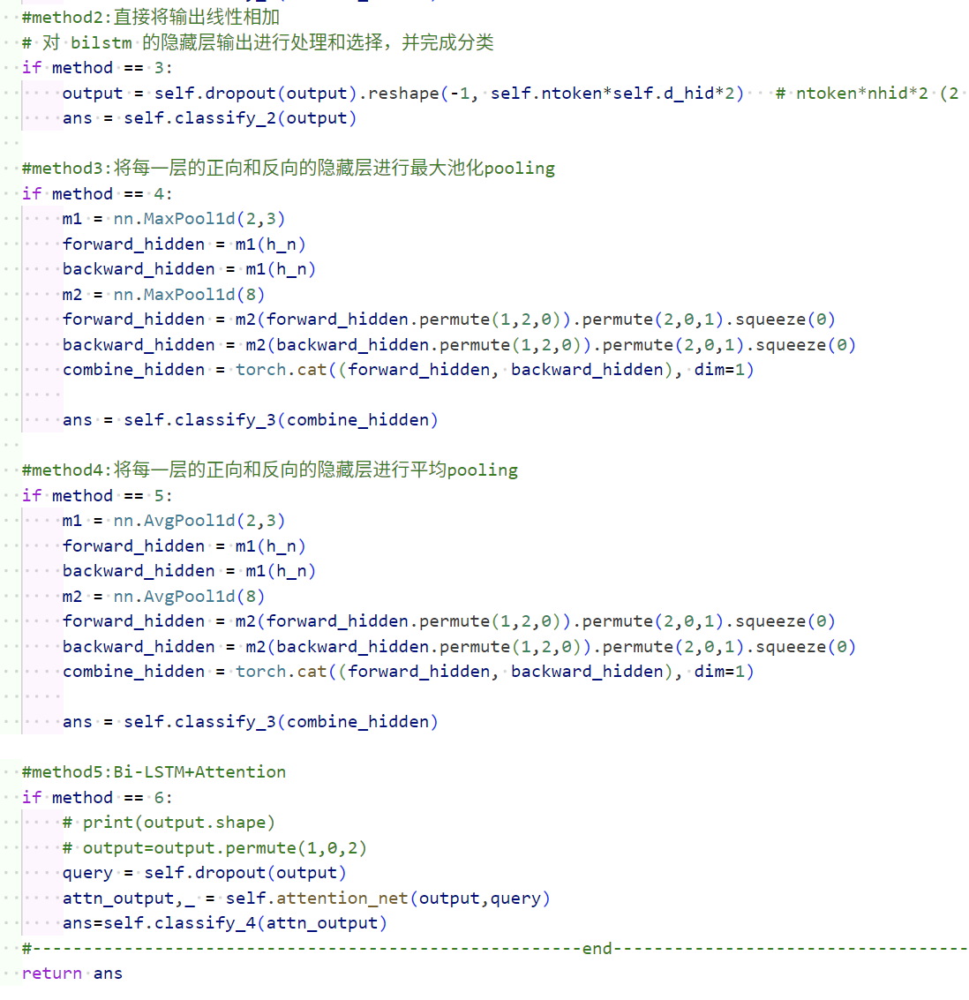 #method2:直接将输出线性相加
# 对 bilstm 的隐藏层输出进行处理和选择，并完成分类
if method == 3:
    output = self.dropout(output).reshape(-1, self.ntoken*self.d_hid*2)   # ntoken*nhid*2 (2
    ans = self.classify_2(output)
#method3:将每一层的正向和反向的隐藏层进行最大池化pooling
if method == 4:
    m1 = nn.MaxPool1d(2,3)
    forward_hidden = m1(h_n)
    backward_hidden = m1(h_n)
    m2 = nn.MaxPool1d(8)
    forward_hidden = m2(forward_hidden.permute(1,2,0)).permute(2,0,1).squeeze(0)
    backward_hidden = m2(backward_hidden.permute(1,2,0)).permute(2,0,1).squeeze(0)
    combine_hidden = torch.cat((forward_hidden, backward_hidden), dim=1)
    ans = self.classify_3(combine_hidden)
#method4:将每一层的正向和反向的隐藏层进行平均pooling
if method == 5:
    m1 = nn.AvgPool1d(2,3)
    forward_hidden = m1(h_n)
    backward_hidden = m1(h_n)
    m2 = nn.AvgPool1d(8)
    forward_hidden = m2(forward_hidden.permute(1,2,0)).permute(2,0,1).squeeze(0)
    backward_hidden = m2(backward_hidden.permute(1,2,0)).permute(2,0,1).squeeze(0)
    combine_hidden = torch.cat((forward_hidden, backward_hidden), dim=1)
    ans = self.classify_3(combine_hidden)
#method5:Bi-LSTM+Attention
if method == 6:
    # print(output.shape)
    # output=output.permute(1,0,2)
    query = self.dropout(output)
    attn_output,_ = self.attention_net(output,query)
    ans=self.classify_4(attn_output)
#------------------------------------------------------end-----------------------------------
return ans